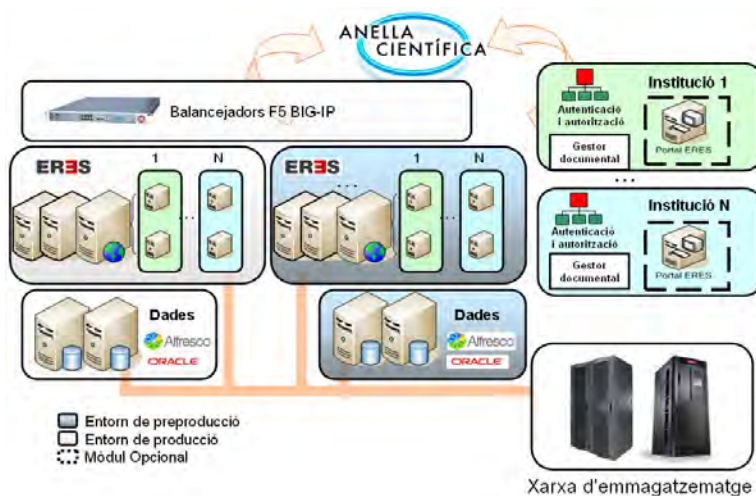 ANELLA
CIENTÍFICA
Balancejadors F5 BIG-IP
ERES
1
N
...
ERES
...
1
N
...
Dades
Alfresco
ORACLE
Dades
Alfresco
ORACLE
Institució 1
Autenticació
i autorització
Gestor
documental
Portal ERES
...
Institució N
Autenticació
i autorització
Gestor
documental
Portal ERES
Entorn de preproducció
Entorn de producció
Mòdul Opcional
Xarxa d'emmagatzematge